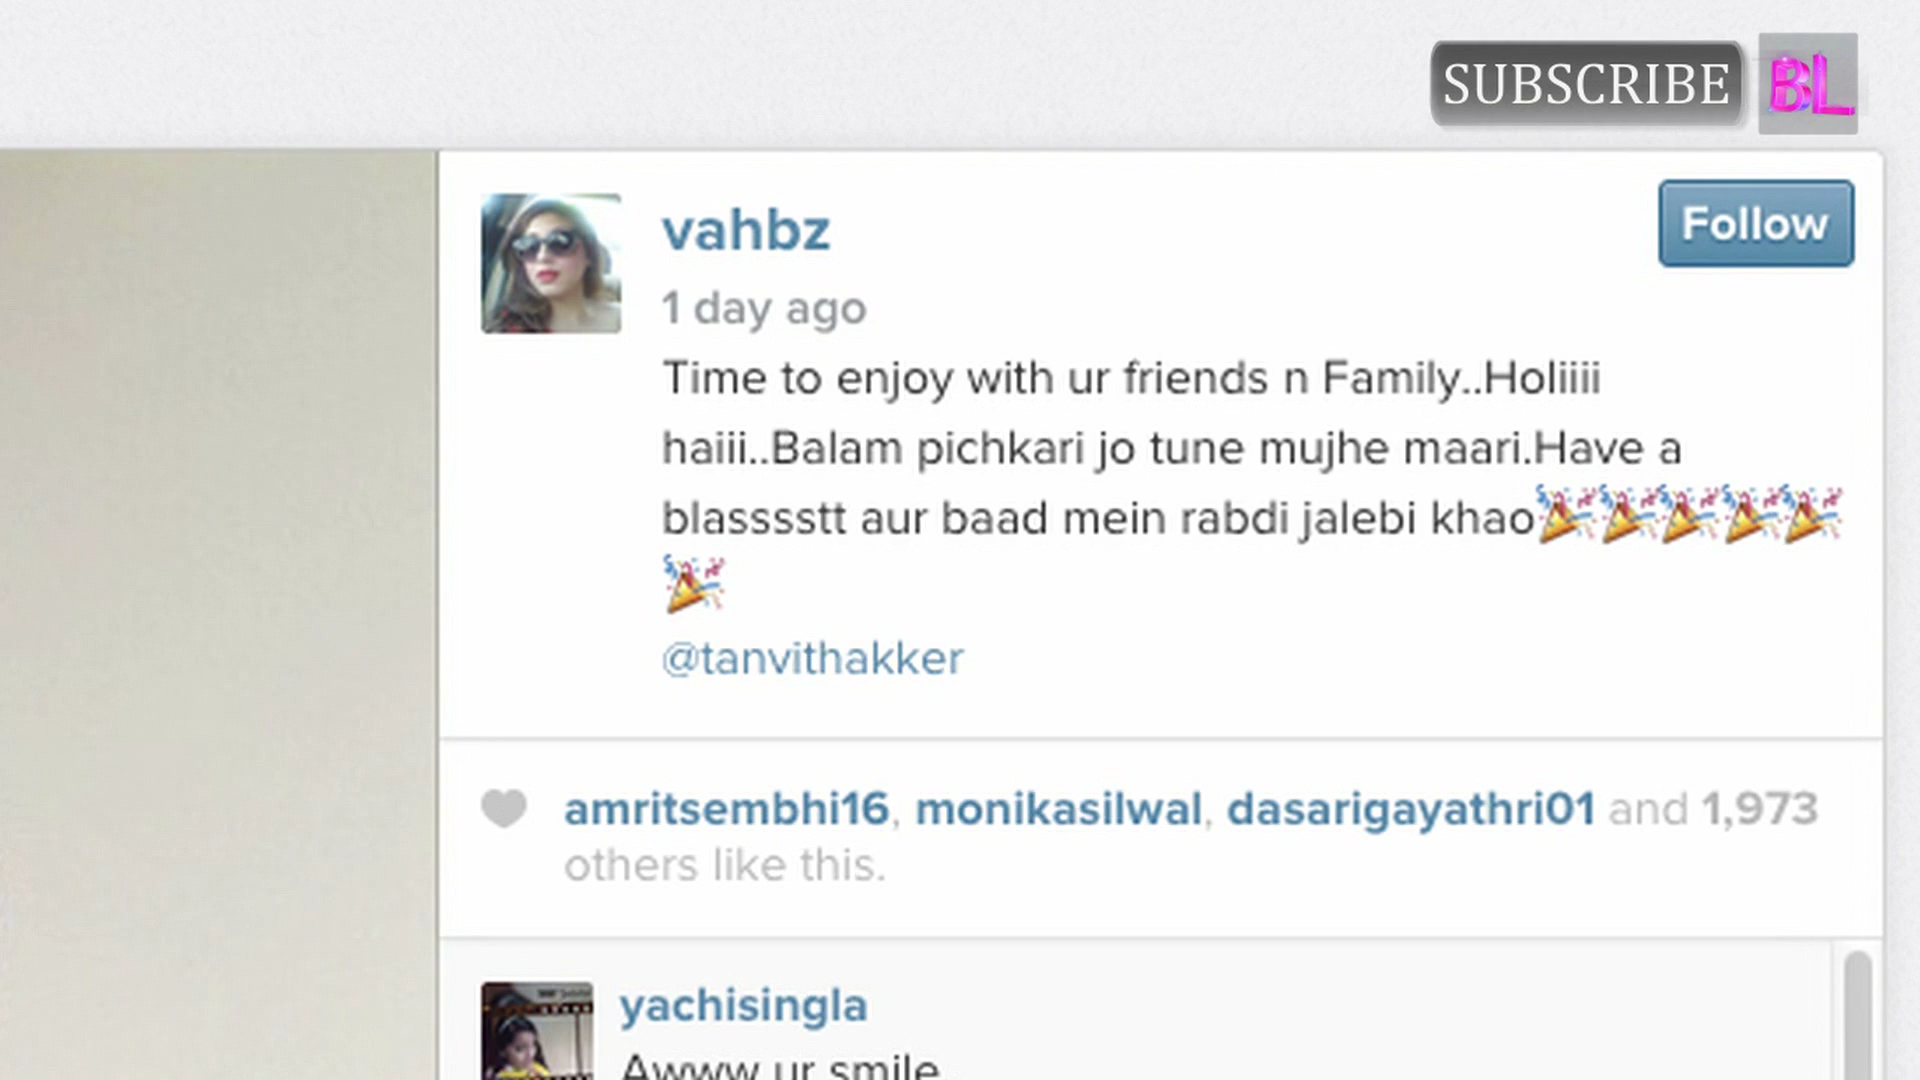 SUBSCRIBE BL
vahbz
Follow
1 day ago
Time to enjoy with ur friends n Family..Holiiii
haiii..Balam pichkari jo tune mujhe maari.Have a
blasssstt aur baad mein rabdi jalebi khao🎉🎉🎉🎉🎉
🎉
@tanvithakker
amritsembhi16, monikasilwal, dasarigayathri01 and 1,973
others like this.
yachisingla
Awww ur smile